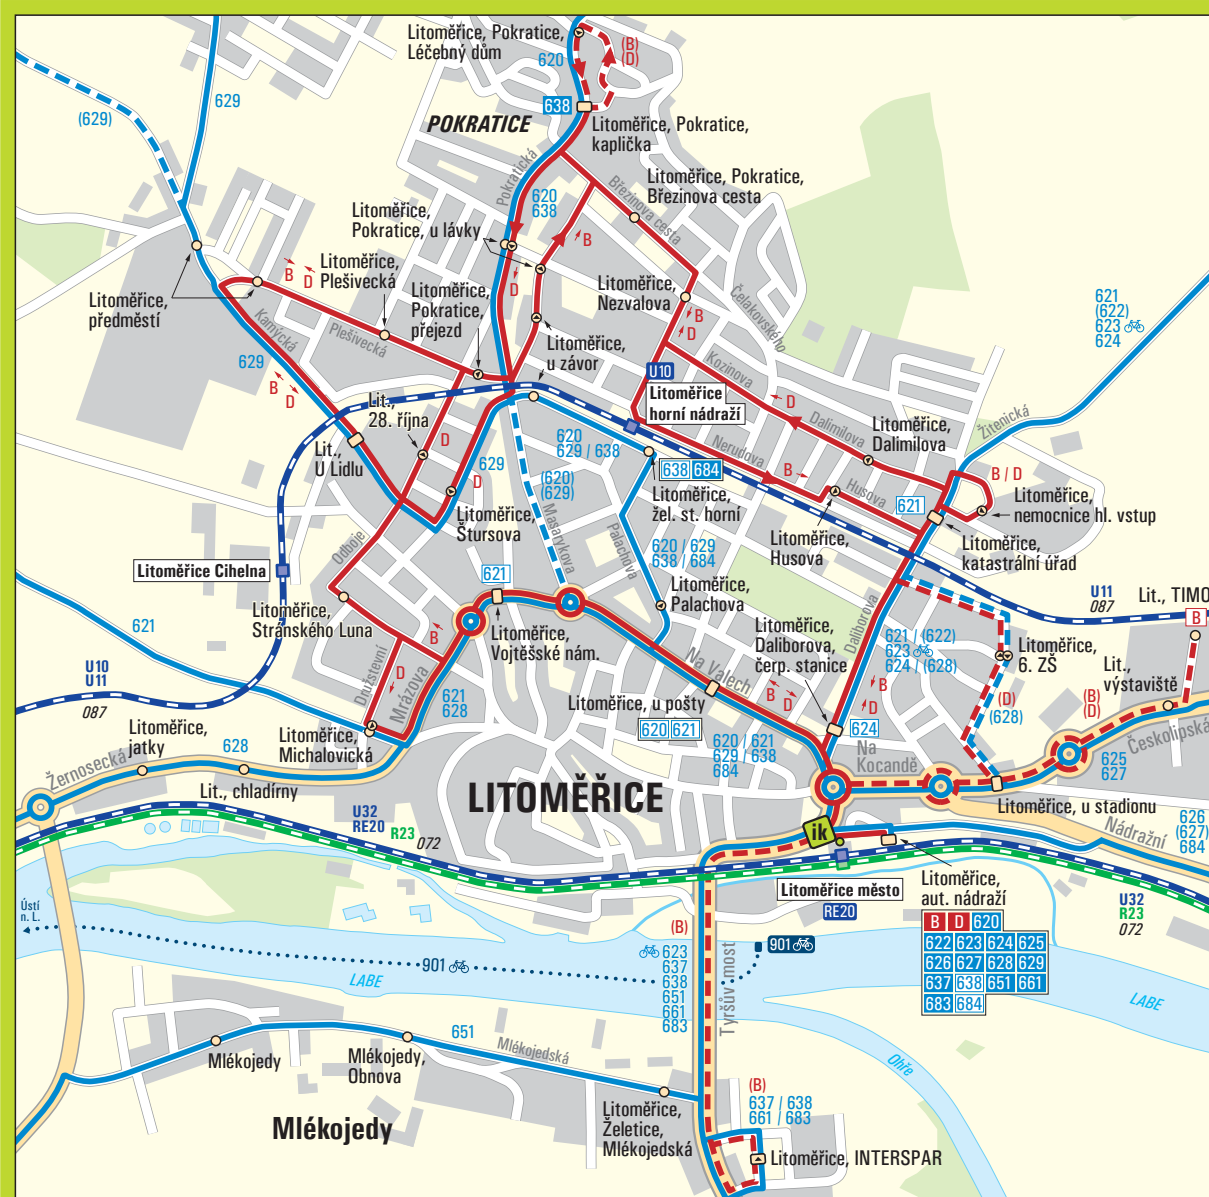 Litoměřice, Pokratice,
Léčebný dům
620
(B)
(D)
629
(629)
638
POKRATICE
Litoměřice, Pokratice,
kaplička
Pokratická
620
638
Litoměřice, Pokratice,
Březinova cesta
Březinova cesta
Litoměřice,
Pokratice, u lávky
B
B
D
Litoměřice,
Plešivecká
D
Litoměřice,
Pokratice,
přejezd
Litoměřice,
Nezvalova
B
D
Čelakovského
621
(622)
623
624
Litoměřice,
předměstí
Kamýcká
Plešivecká
629
B
D
Litoměřice,
u závor
U10
Kozinova
Litoměřice
horní nádraží
D
Lit.,
28. října
Dalimilova
Litoměřice,
Dalimilova
Žitenická
Lit.,
U Lidlu
D
620
629 / 638
Nerudova
629
D
(620)
(629)
638 684
B
Husova
B / D
Litoměřice,
nemocnice hl. vstup
621
Litoměřice,
žel. st. horní
Litoměřice,
Štursova
Masarykova
Palachova
Litoměřice,
Husova
Litoměřice,
katastrální úřad
Odboje
620 / 629
638 / 684
Litoměřice Cihelna
621
Litoměřice,
Palachova
U11
087
Lit., TIMO
B
Litoměřice,
Stránského Luna
B
Litoměřice,
Vojtěšské nám.
Litoměřice,
Daliborova,
čerp. stanice
Daliborova
621 / (622)
623
624 / (628)
Litoměřice,
6. ZŠ
621
U10
U11
087
Družstevní
D
Mrázova
621
628
Na Valech
B
D
B
D
(D)
(628)
Lit.,
výstaviště
(B)
(D)
Litoměřice, u pošty
620 621
624
Českolipská
Litoměřice,
jatky
628
Litoměřice,
Michalovická
620 / 621
629 / 638
684
Na
Kocandě
625
627
Žernosecká
Lit., chladírny
LITOMĚŘICE
Litoměřice, u stadionu
U32
RE20
R23
072
ik
Nádražní
626
(627)
684
Litoměřice město
RE20
Litoměřice,
aut. nádraží
U32
R23
072
Ústí
n. L.
B D 620
622 623 624 625
626 627 628 629
637 638 651 661
683 684
(B)
623
637
638
651
661
683
901
901
LABE
Tyršův most
LABE
Ohře
651
Mlékojedská
Mlékojedy
Mlékojedy,
Obnova
Mlékojedy
Litoměřice,
Želetice,
Mlékojedská
(B)
637 / 638
661 / 683
Litoměřice, INTERSPAR